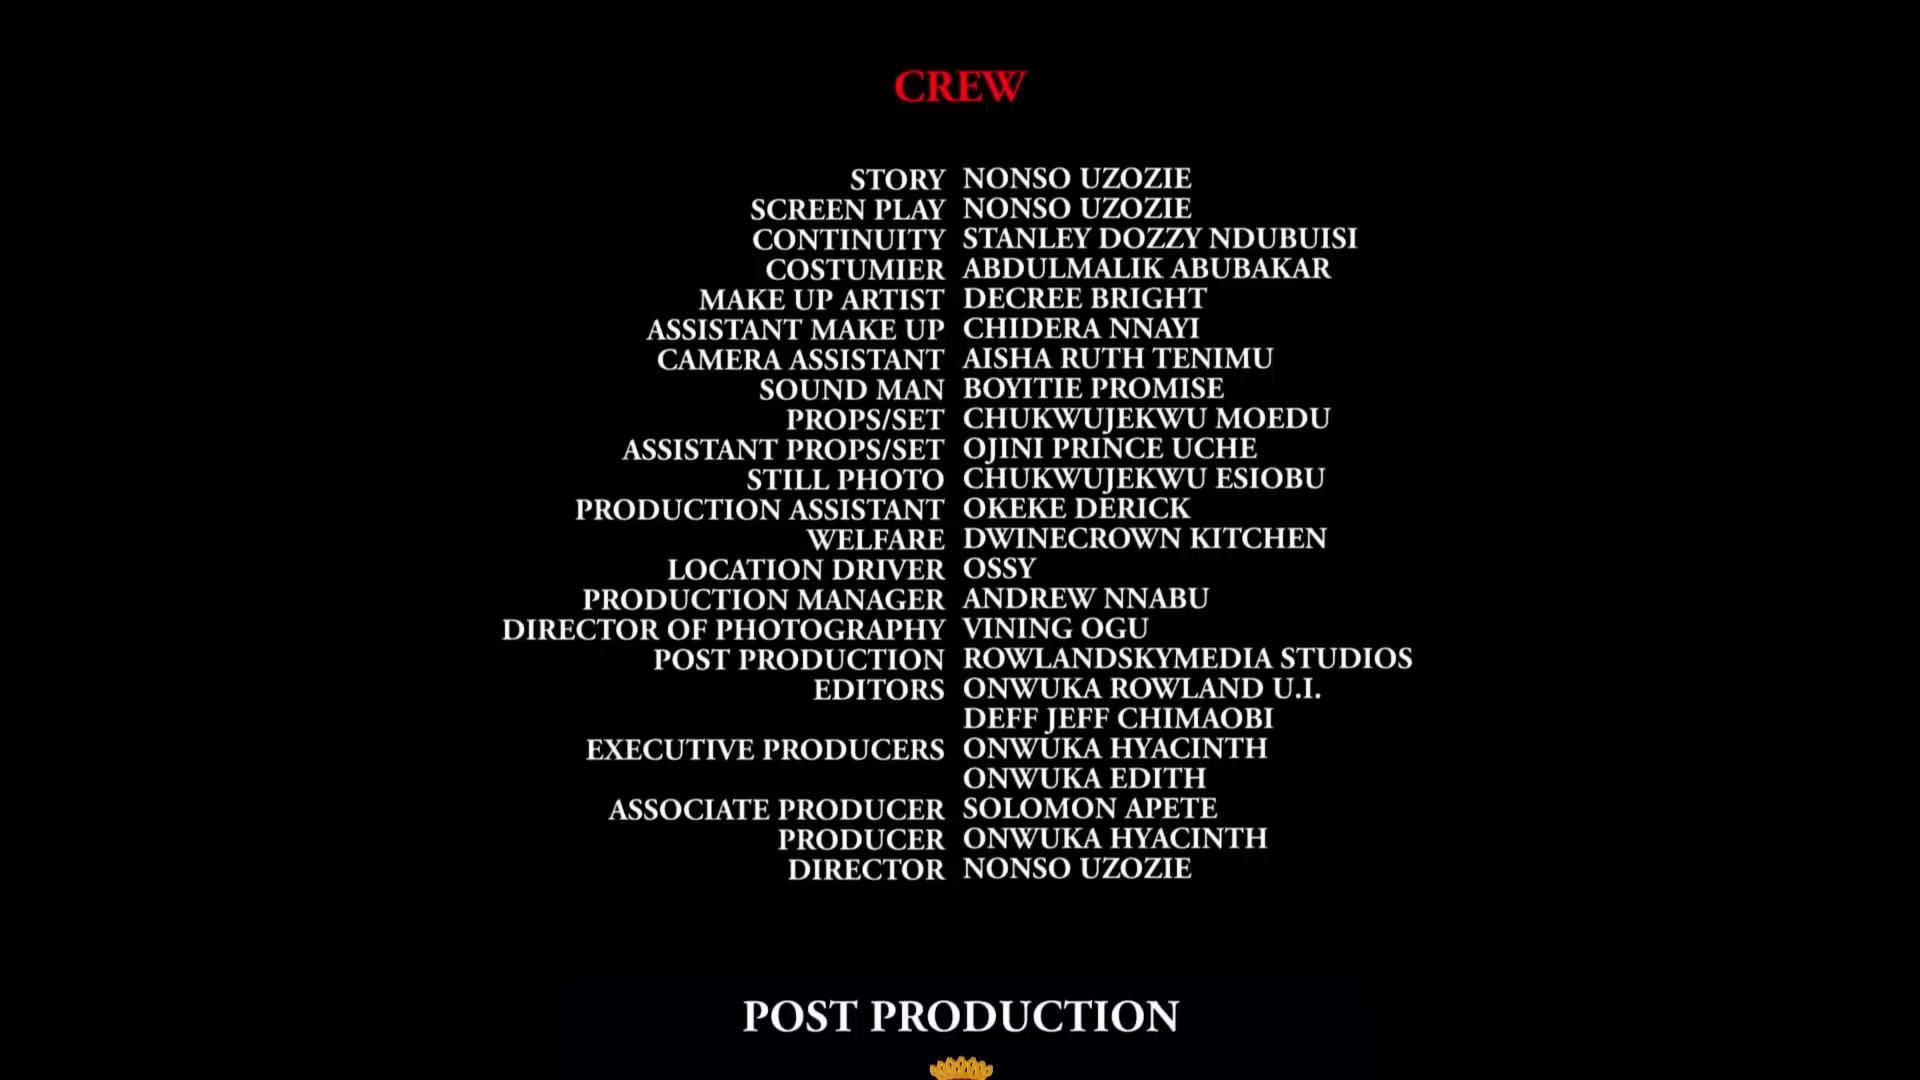 CREW
STORY NONSO UZOZIE
SCREEN PLAY NONSO UZOZIE
CONTINUITY STANLEY DOZZY NDUBUISI
COSTUMIER ABDULMALIK ABUBAKAR
MAKE UP ARTIST DECREE BRIGHT
ASSISTANT MAKE UP CHIDERA NNAYI
CAMERA ASSISTANT AISHA RUTH TENIMU
SOUND MAN BOYITIE PROMISE
PROPS/SET CHUKWUJEKWU MOEDU
ASSISTANT PROPS/SET OJINI PRINCE UCHE
STILL PHOTO CHUKWUJEKWU ESIOBU
PRODUCTION ASSISTANT OKEKE DERICK
WELFARE DWINECROWN KITCHEN
LOCATION DRIVER OSSY
PRODUCTION MANAGER ANDREW NNABU
DIRECTOR OF PHOTOGRAPHY VINING OGU
POST PRODUCTION ROWLANDSKYMEDIA STUDIOS
EDITORS ONWUKA ROWLAND U.I.
DEFF JEFF CHIMAOBI
EXECUTIVE PRODUCERS ONWUKA HYACINTH
ONWUKA EDITH
ASSOCIATE PRODUCER SOLOMON APETE
PRODUCER ONWUKA HYACINTH
DIRECTOR NONSO UZOZIE
POST PRODUCTION